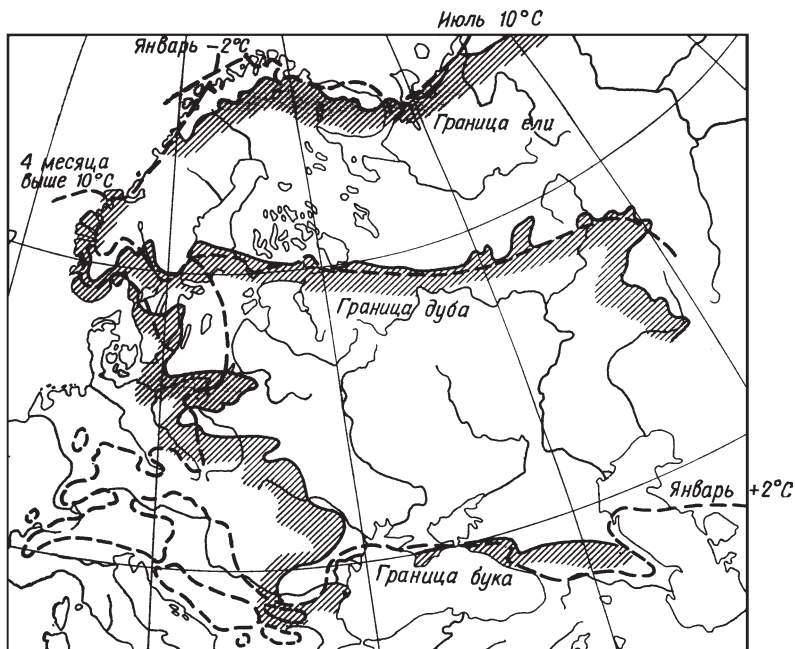 Июль 10°С
Январь -2°С
Граница ели
4 месяца
выше 10°С
Граница дуба
Январь +2°С
Граница бука